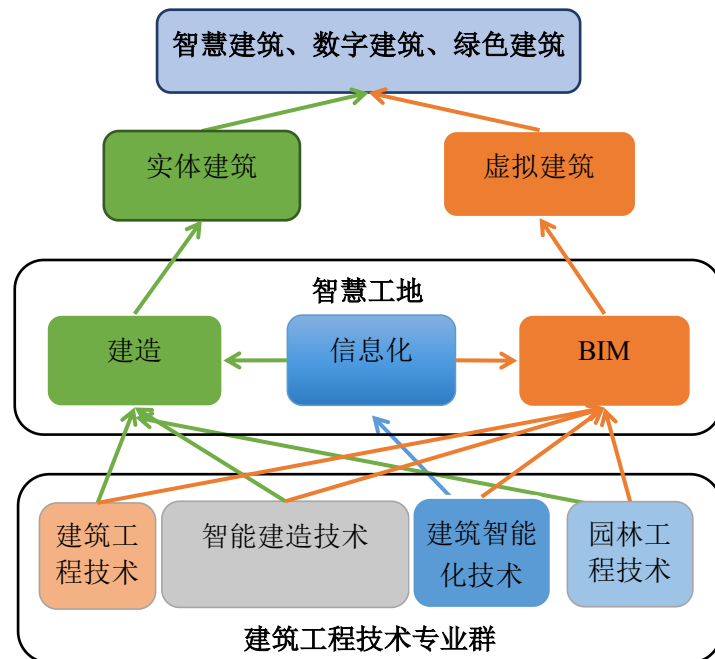 智慧建筑、数字建筑、绿色建筑
实体建筑
虚拟建筑
智慧工地
建造
信息化
BIM
建筑工
程技术
智能建造技术
建筑智能
化技术
园林工
程技术
建筑工程技术专业群